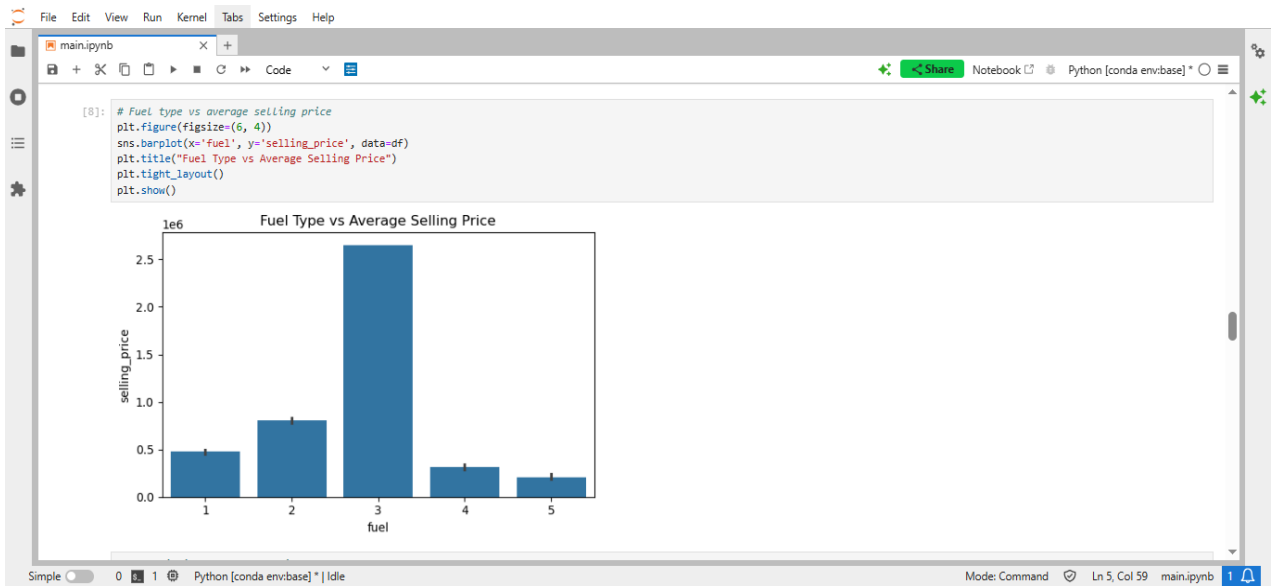 File Edit View Run Kernel Tabs Settings Help
main.ipynb
Code
Share
Notebook
Python [conda env:base] *
[8]:
# Fuel type vs average selling price
plt.figure(figsize=(6, 4))
sns.barplot(x='fuel', y='selling_price', data=df)
plt.title("Fuel Type vs Average Selling Price")
plt.tight_layout()
plt.show()
1e6
Fuel Type vs Average Selling Price
2.5
2.0
1.5
1.0
0.5
0.0
selling_price
1 2 3 4 5
fuel
Simple 0 1 Python [conda env:base] * | Idle
Mode: Command Ln 5, Col 59 main.ipynb 1